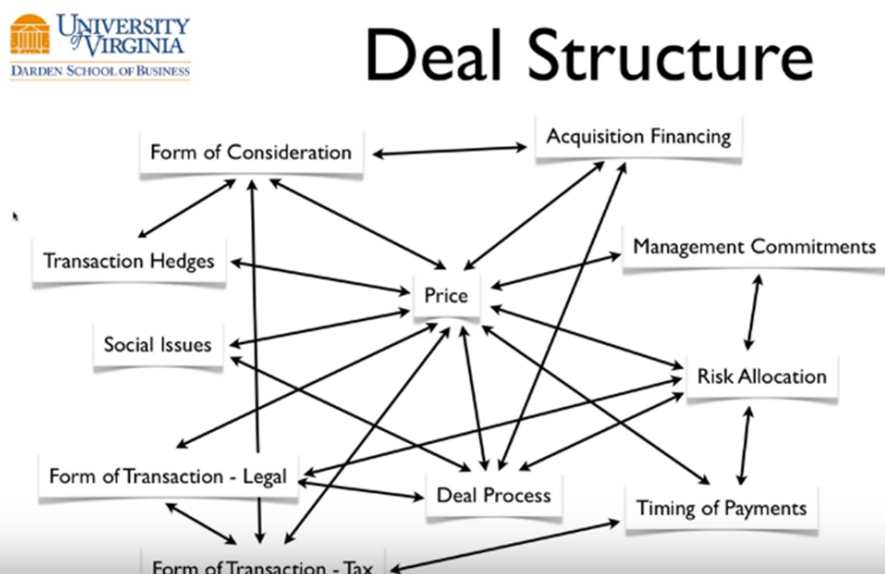 UNIVERSITY
of VIRGINIA
DARDEN SCHOOL OF BUSINESS
Deal Structure
Form of Consideration
Acquisition Financing
Transaction Hedges
Management Commitments
Price
Social Issues
Risk Allocation
Form of Transaction - Legal
Deal Process
Timing of Payments
Form of Transaction - Tax